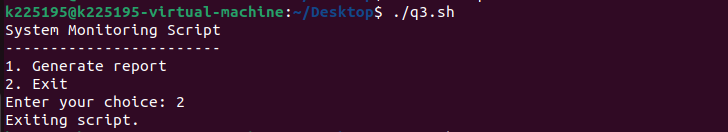 k225195@k225195-virtual-machine:~/Desktop$ ./q3.sh
System Monitoring Script
------------------------
1. Generate report
2. Exit
Enter your choice: 2
Exiting script.